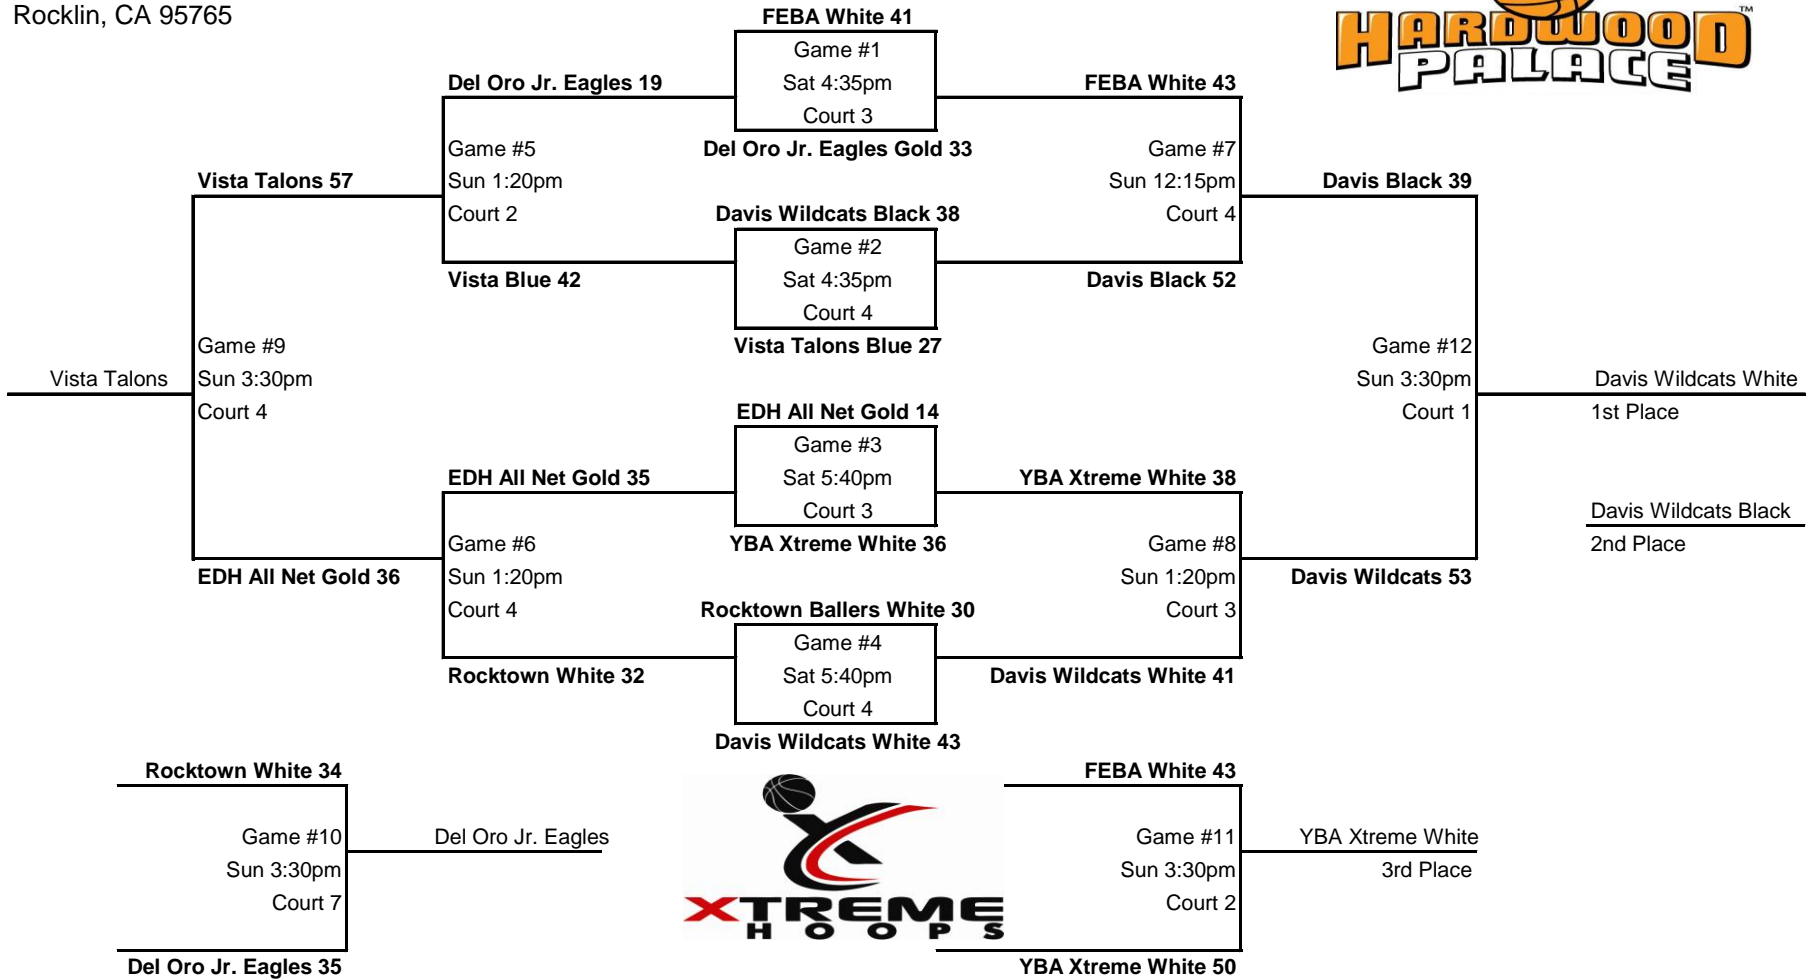 Rocklin, CA 95765
HARDWOOD
PALACE
TM
FEBA White 41
Game #1
Sat 4:35pm
Court 3
Del Oro Jr. Eagles Gold 33
Del Oro Jr. Eagles 19
FEBA White 43
Game #5
Sun 1:20pm
Court 2
Game #7
Sun 12:15pm
Court 4
Vista Talons 57
Davis Black 39
Davis Wildcats Black 38
Game #2
Sat 4:35pm
Court 4
Vista Talons Blue 27
Vista Blue 42
Davis Black 52
Game #9
Sun 3:30pm
Court 4
Vista Talons
Game #12
Sun 3:30pm
Court 1
Davis Wildcats White
1st Place
EDH All Net Gold 14
Game #3
Sat 5:40pm
Court 3
YBA Xtreme White 36
EDH All Net Gold 35
YBA Xtreme White 38
Davis Wildcats Black
2nd Place
Game #6
Sun 1:20pm
Court 4
Game #8
Sun 1:20pm
Court 3
EDH All Net Gold 36
Davis Wildcats 53
Rocktown Ballers White 30
Game #4
Sat 5:40pm
Court 4
Davis Wildcats White 43
Rocktown White 32
Davis Wildcats White 41
Rocktown White 34
Game #10
Sun 3:30pm
Court 7
Del Oro Jr. Eagles 35
Del Oro Jr. Eagles
XTREME
HOOPS
FEBA White 43
Game #11
Sun 3:30pm
Court 2
YBA Xtreme White 50
YBA Xtreme White
3rd Place